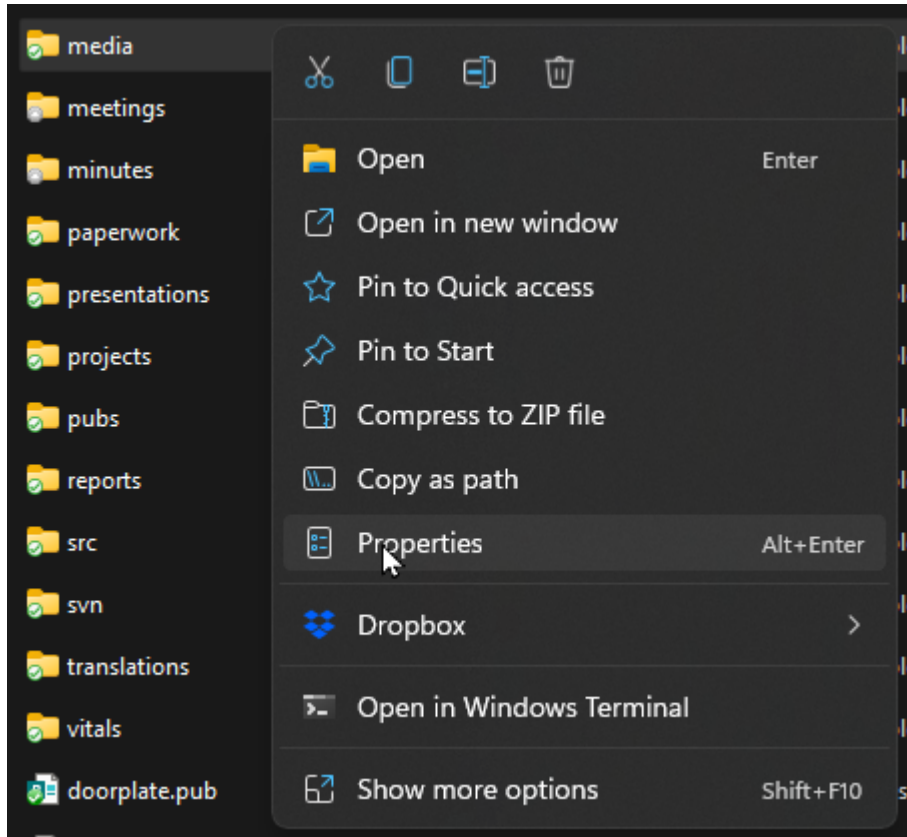 media
meetings
minutes
paperwork
presentations
projects
pubs
reports
src
svn
translations
vitals
doorplate.pub
Open Enter
Open in new window
Pin to Quick access
Pin to Start
Compress to ZIP file
Copy as path
Properties Alt+Enter
Dropbox
Open in Windows Terminal
Show more options Shift+F10